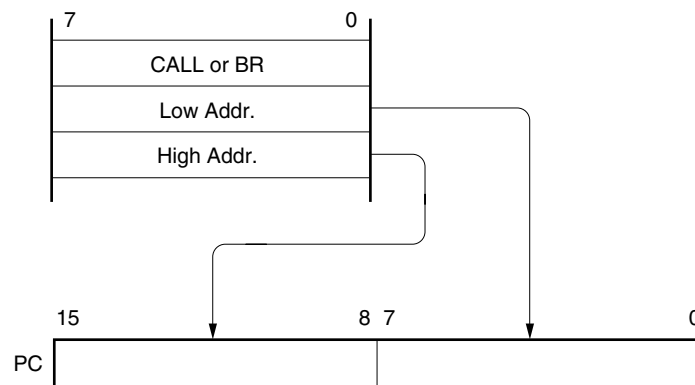 7 0
CALL or BR
Low Addr.
High Addr.
15 8 7 0
PC